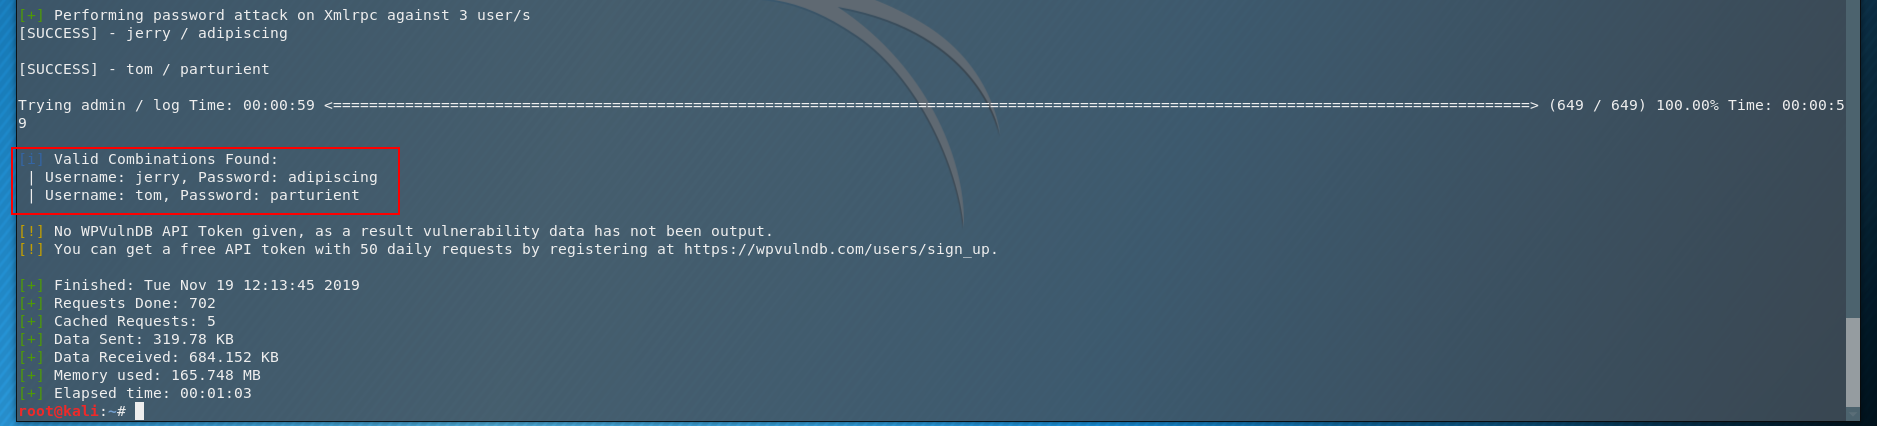 [+] Performing password attack on Xmlrpc against 3 user/s
[SUCCESS] - jerry / adipiscing
[SUCCESS] - tom / parturient
Trying admin / log Time: 00:00:59 <=====================================================================================================================================> (649 / 649) 100.00% Time: 00:00:5
9
[i] Valid Combinations Found:
| Username: jerry, Password: adipiscing
| Username: tom, Password: parturient
[!] No WPVulnDB API Token given, as a result vulnerability data has not been output.
[!] You can get a free API token with 50 daily requests by registering at https://wpvulndb.com/users/sign_up.
[+] Finished: Tue Nov 19 12:13:45 2019
[+] Requests Done: 702
[+] Cached Requests: 5
[+] Data Sent: 319.78 KB
[+] Data Received: 684.152 KB
[+] Memory used: 165.748 MB
[+] Elapsed time: 00:01:03
root@kali:~#